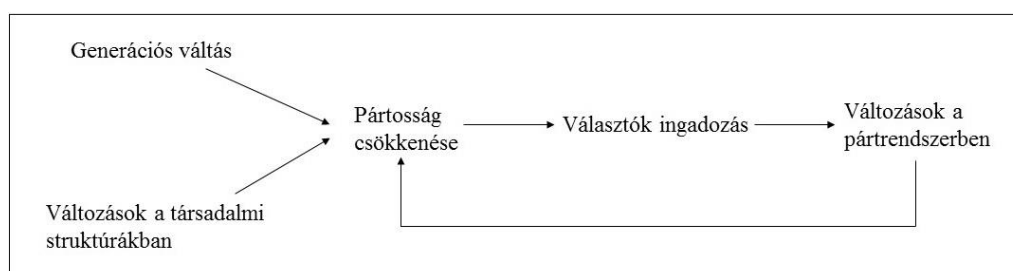 Generációs váltás
Pártosság
csökkenése
Választók ingadozás
Változások a
pártrendszerben
Változások a társadalmi
struktúrákban